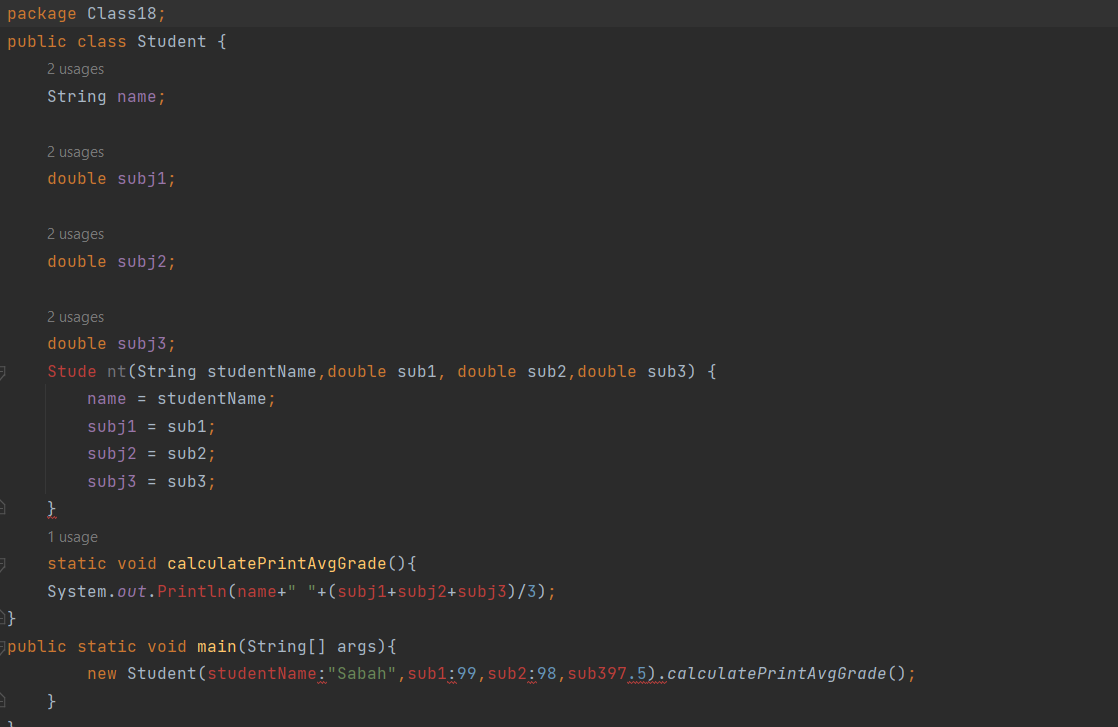 package Class18;
public class Student {
2 usages
String name;
2 usages
double subj1;
2 usages
double subj2;
2 usages
double subj3;
Stude nt(String studentName,double sub1, double sub2,double sub3) {
name = studentName;
subj1 = sub1;
subj2 = sub2;
subj3 = sub3;
}
1 usage
static void calculatePrintAvgGrade(){
System.out.Println(name+" "+(subj1+subj2+subj3)/3);
}
public static void main(String[] args){
new Student(studentName:"Sabah",sub1:99,sub2:98,sub397.5).calculatePrintAvgGrade();
}
}